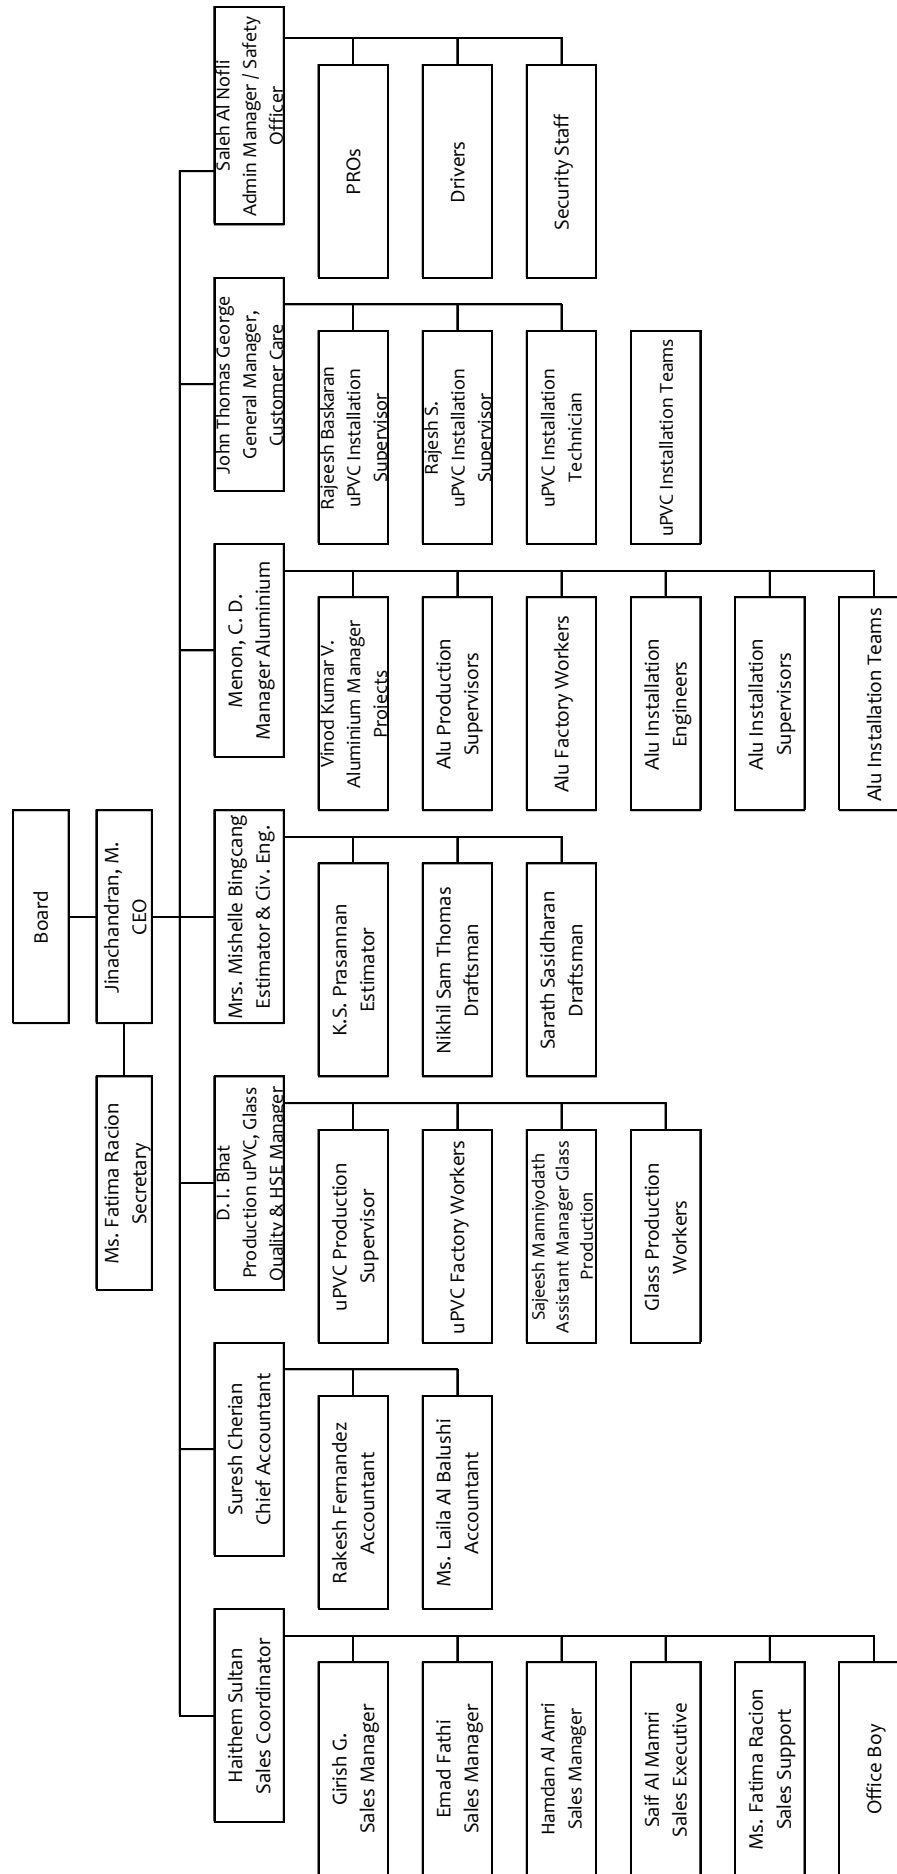 Board
Jinachandran, M.
CEO
Ms. Fatima Racion
Secretary
Haithem Sultan
Sales Coordinator
Girish G.
Sales Manager
Emad Fathi
Sales Manager
Hamdan Al Amri
Sales Manager
Saif Al Mamri
Sales Executive
Ms. Fatima Racion
Sales Support
Office Boy
Suresh Cherian
Chief Accountant
Rakesh Fernandez
Accountant
Ms. Laila Al Balushi
Accountant
D. I. Bhat
Production uPVC, Glass
Quality & HSE Manager
uPVC Production
Supervisor
uPVC Factory Workers
Sajeesh Manniyodath
Assistant Manager Glass
Production
Glass Production
Workers
Mrs. Mishelle Bingcang
Estimator & Civ. Eng.
K.S. Prasannan
Estimator
Nikhil Sam Thomas
Draftsman
Sarath Sasidharan
Draftsman
Menon, C. D.
Manager Aluminium
Vinod Kumar V.
Aluminium Manager
Projects
Alu Production
Supervisors
Alu Factory Workers
Alu Installation
Engineers
Alu Installation
Supervisors
Alu Installation Teams
John Thomas George
General Manager,
Customer Care
Rajeesh Baskaran
uPVC Installation
Supervisor
Rajesh S.
uPVC Installation
Supervisor
uPVC Installation
Technician
uPVC Installation Teams
Saleh Al Nofli
Admin Manager / Safety
Officer
PROs
Drivers
Security Staff